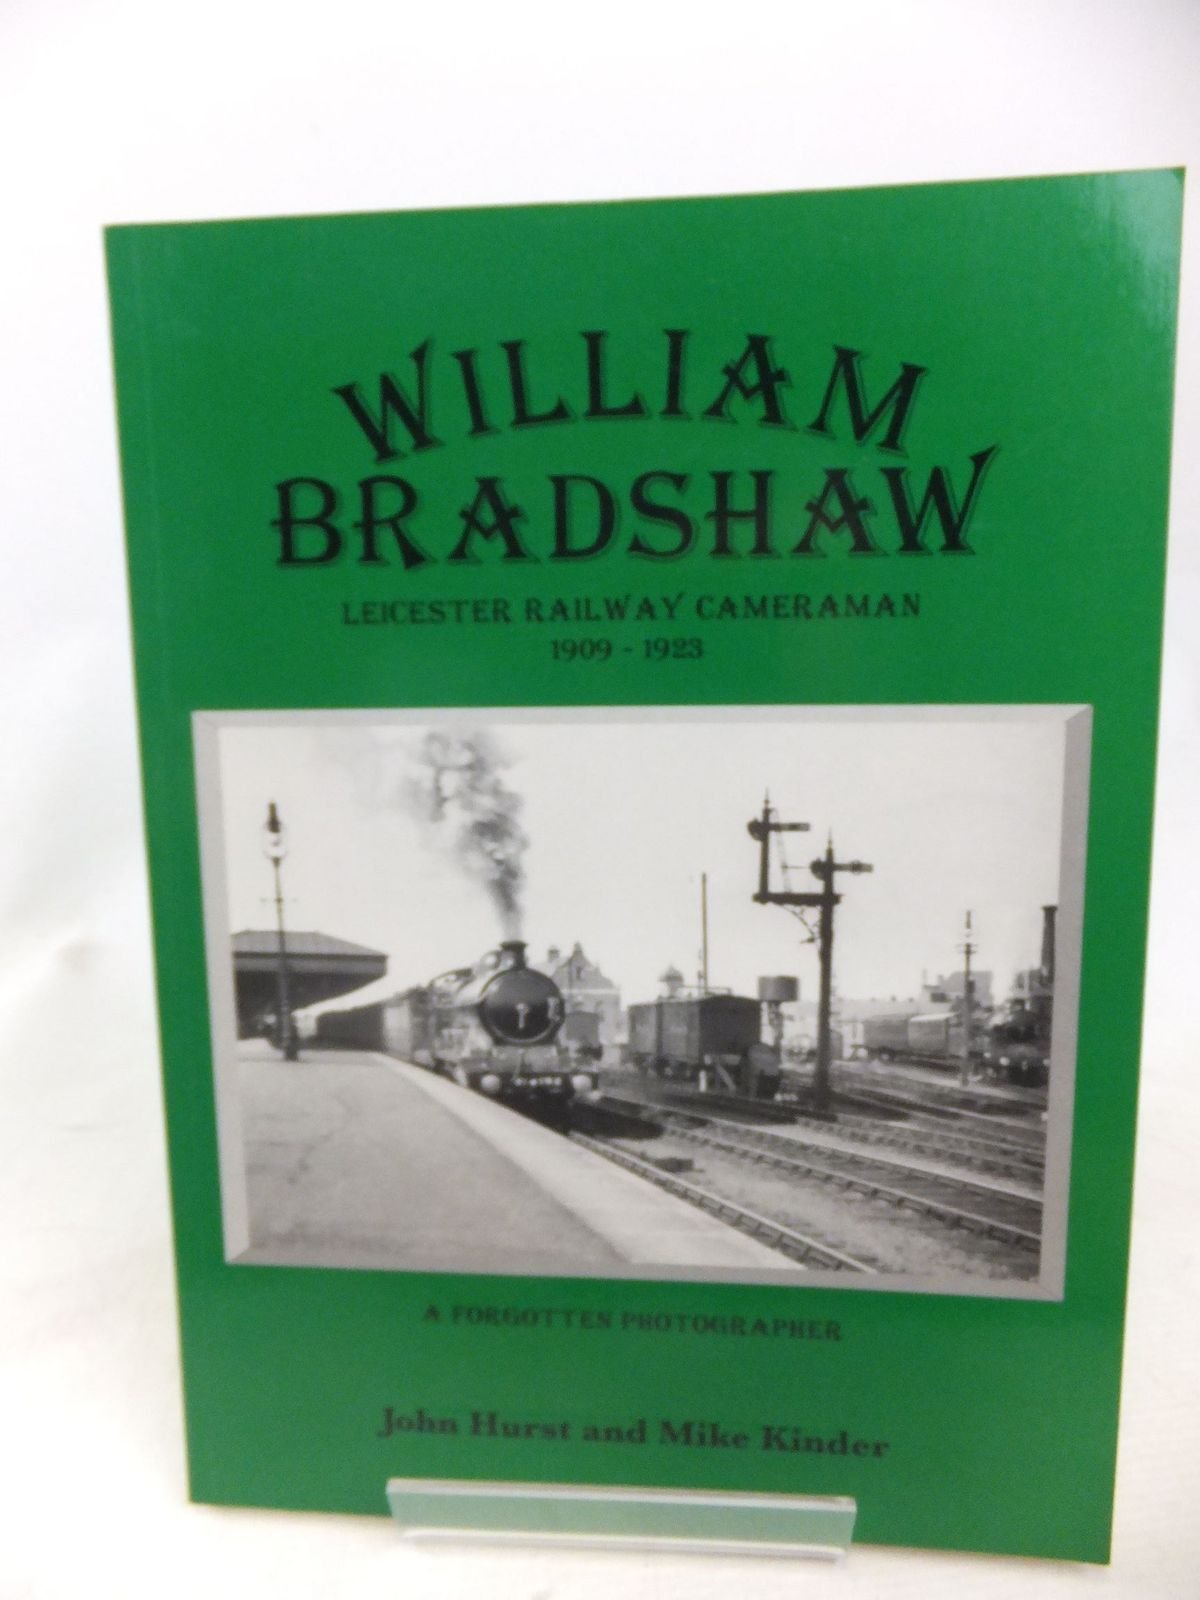 WILLIAM
BRADSHAW
LEICESTER RAILWAY CAMERAMAN
1909 - 1923
A FORGOTTEN PHOTOGRAPHER
John Hurst and Mike Kinder